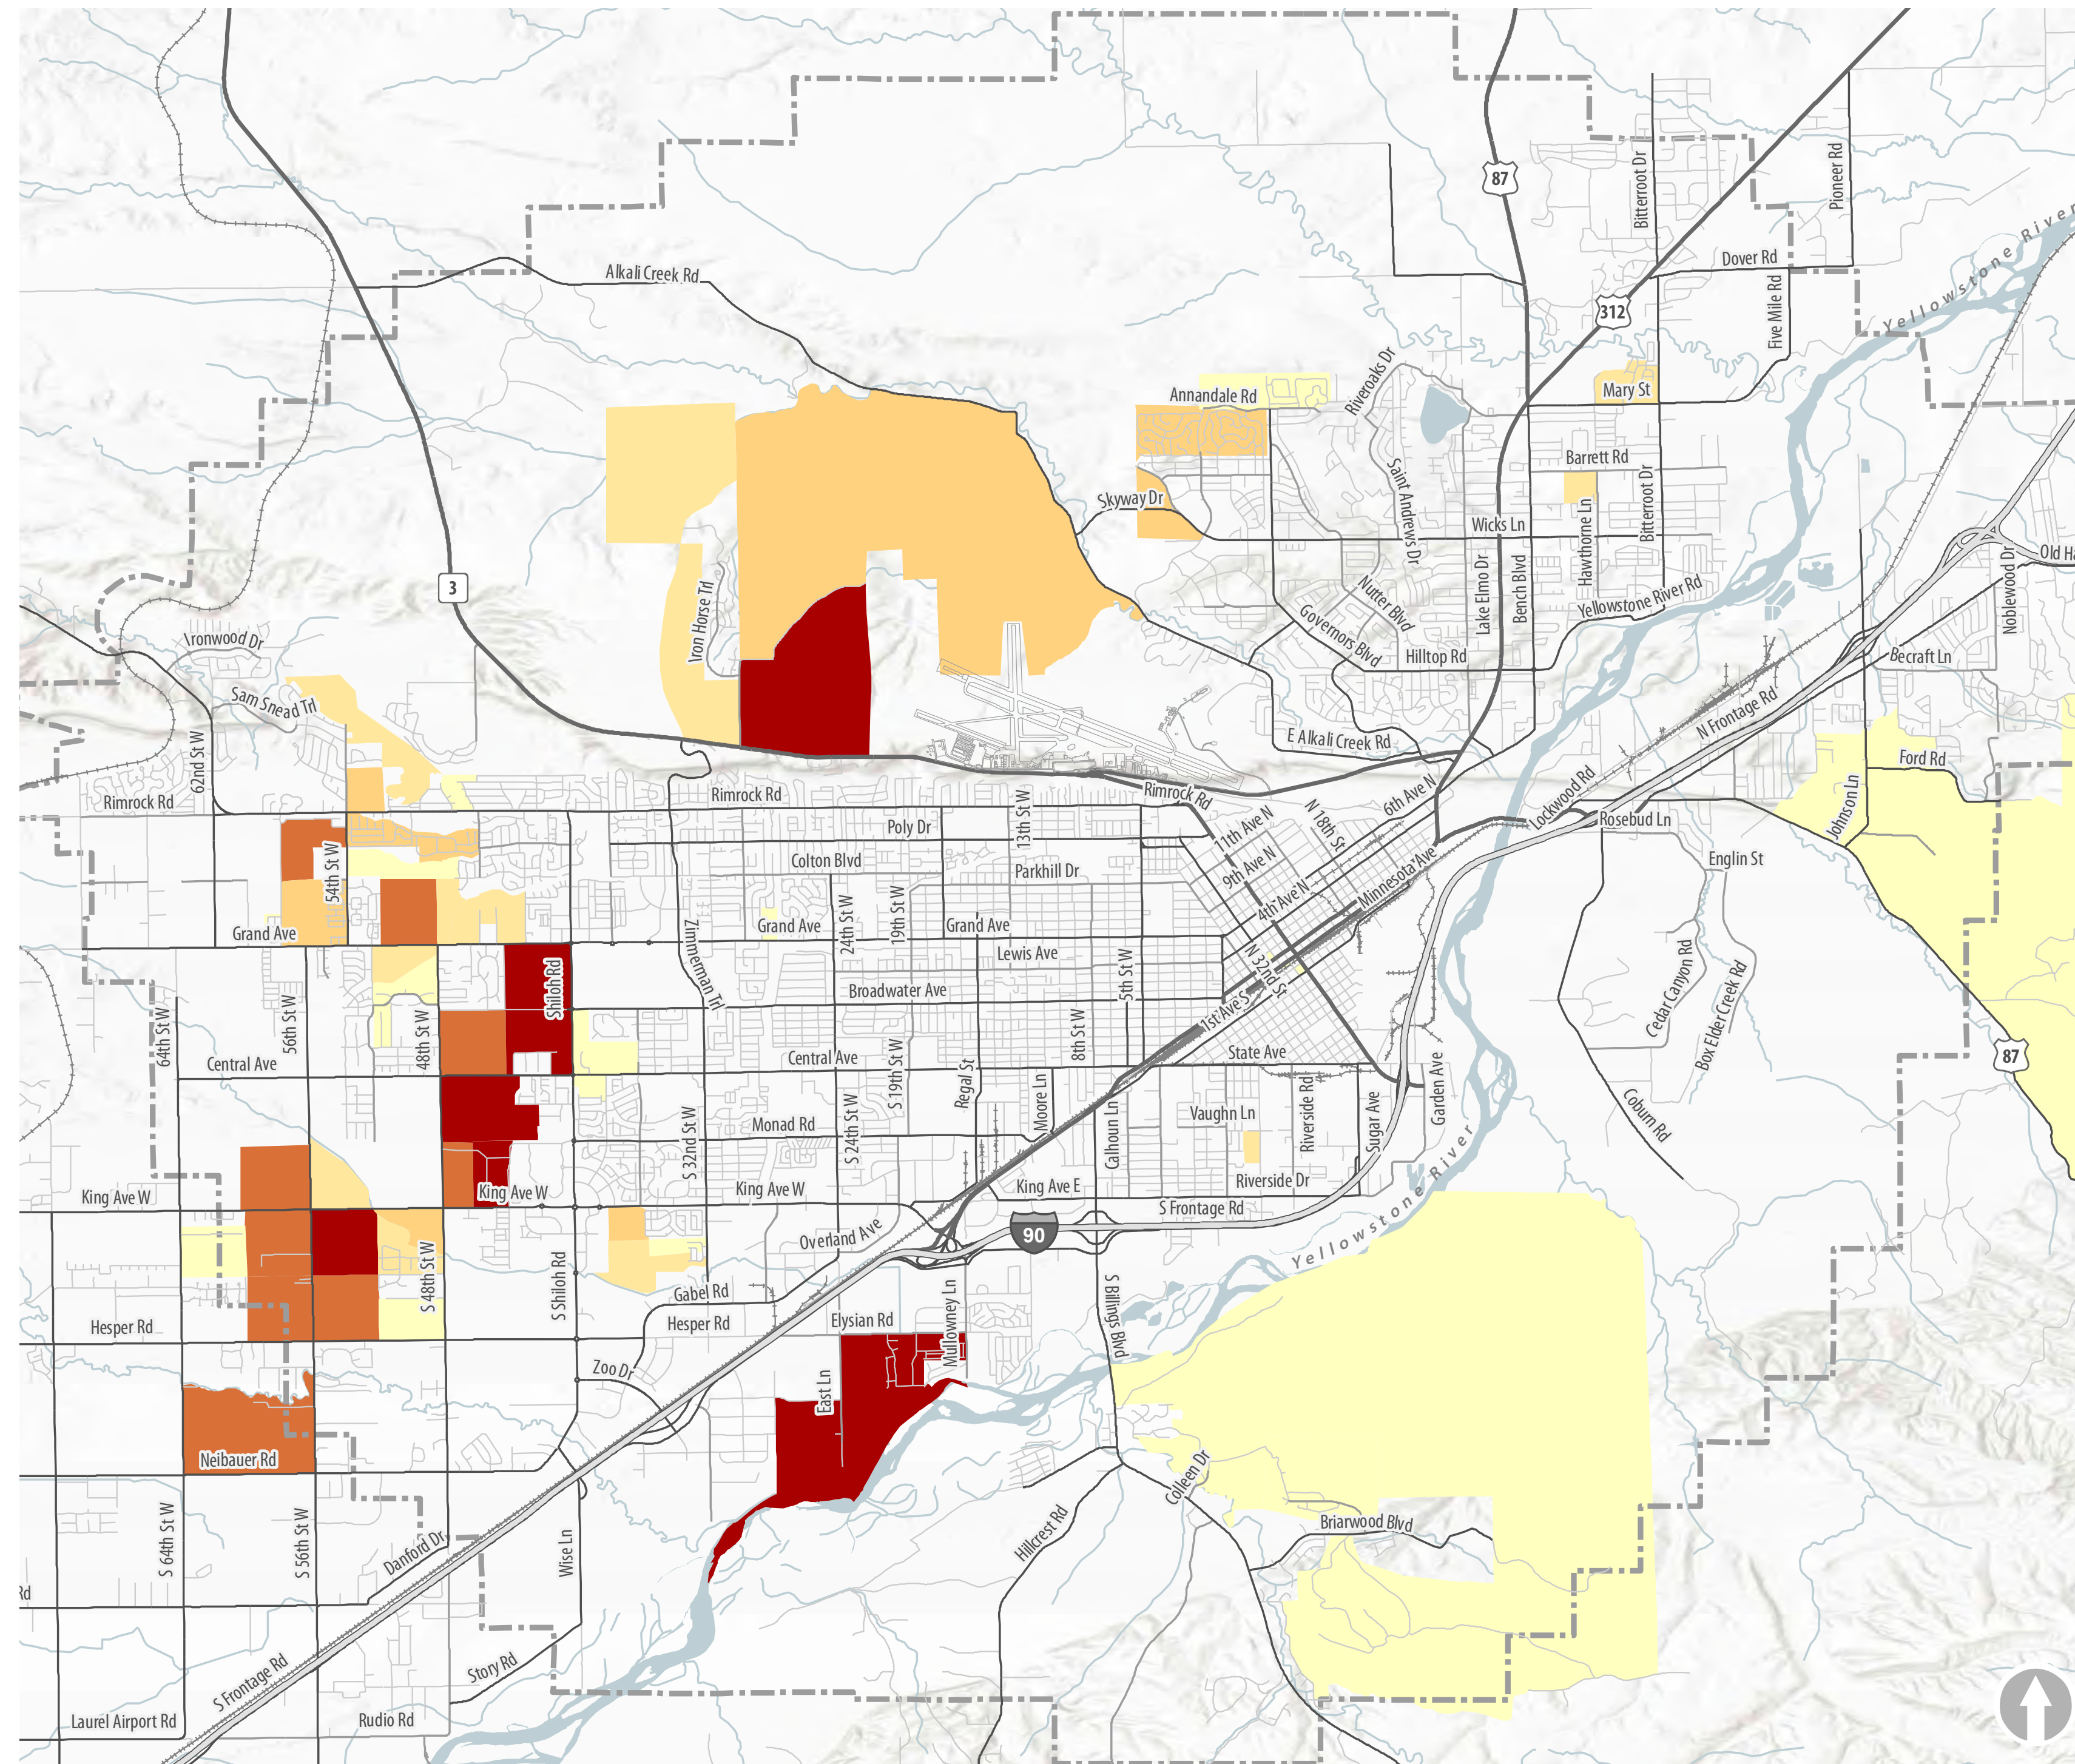 87
Bitterroot Dr
Pioneer Rd
Yellowstone River
Dover Rd
Alkali Creek Rd
312
Five Mile Rd
Riveroaks Dr
Annandale Rd
Mary St
Barrett Rd
Saint Andrews Dr
Skyway Dr
Bitterroot Dr
Hawthorne Ln
Wicks Ln
Noblewood Dr
3
Iron Horse Trl
Nutter Blvd
Lake Elmo Dr
Bench Blvd
Yellowstone River Rd
Ironwood Dr
Governors Blvd
Hilltop Rd
Becraft Ln
Sam Snead Trl
N Frontage Rd
62nd St W
E Alkali Creek Rd
Ford Rd
Rimrock Rd
Rimrock Rd
Rimrock Rd
6th Ave N
Lockwood Rd
Johnson Ln
13th St W
11th Ave N
N 18th St
Rosebud Ln
Poly Dr
54th St W
Colton Blvd
Parkhill Dr
9th Ave N
Minnesota Ave
Englin St
4th Ave N
Grand Ave
Grand Ave
24th St W
19th St W
Grand Ave
Zimmerman Trl
Lewis Ave
N 32nd St
5th St W
Shiloh Rd
Broadwater Ave
Cedar Canyon Rd
Box Elder Creek Rd
1st Ave S
64th St W
56th St W
48th St W
8th St W
Central Ave
Central Ave
State Ave
87
S 19th St W
Regal St
Moore Ln
Garden Ave
Riverside Rd
Sugar Ave
Vaughn Ln
Coburn Rd
S 32nd St W
Monad Rd
S 24th St W
Calhoun Ln
King Ave W
King Ave W
King Ave W
King Ave E
Riverside Dr
S Frontage Rd
Yellowstone River
Overland Ave
90
S 48th St W
S Shiloh Rd
Gabel Rd
Mullowney Ln
S Billings Blvd
Hesper Rd
Hesper Rd
Elysian Rd
Zoo Dr
East Ln
Neibauer Rd
Colleen Dr
S 64th St W
S 56th St W
Danford Dr
Wise Ln
Hillcrest Rd
Briarwood Blvd
Rd
Story Rd
S Frontage Rd
Laurel Airport Rd
Rudio Rd